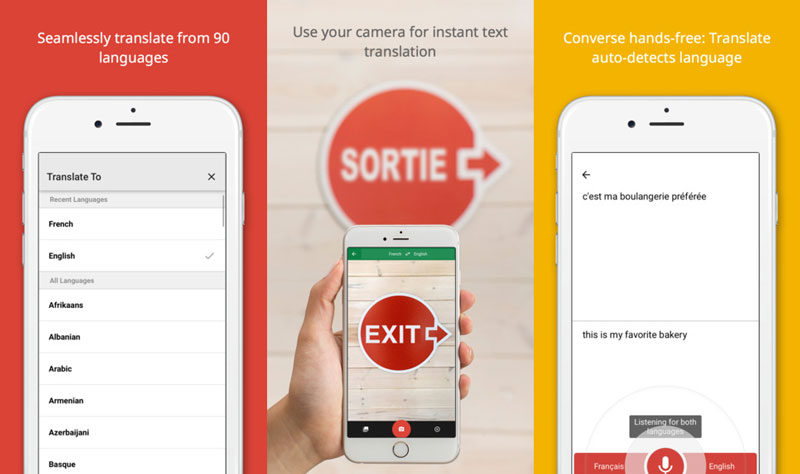 Seamlessly translate from 90
languages
Translate To
Recent Languages
French
English
All Languages
Afrikaans
Albanian
Arabic
Armenian
Azerbaijani
Basque
Use your camera for instant text
translation
SORTIE
French English
EXIT
Converse hands-free: Translate
auto-detects language
c'est ma boulangerie préférée
this is my favorite bakery
Listening for both
languages
Français English